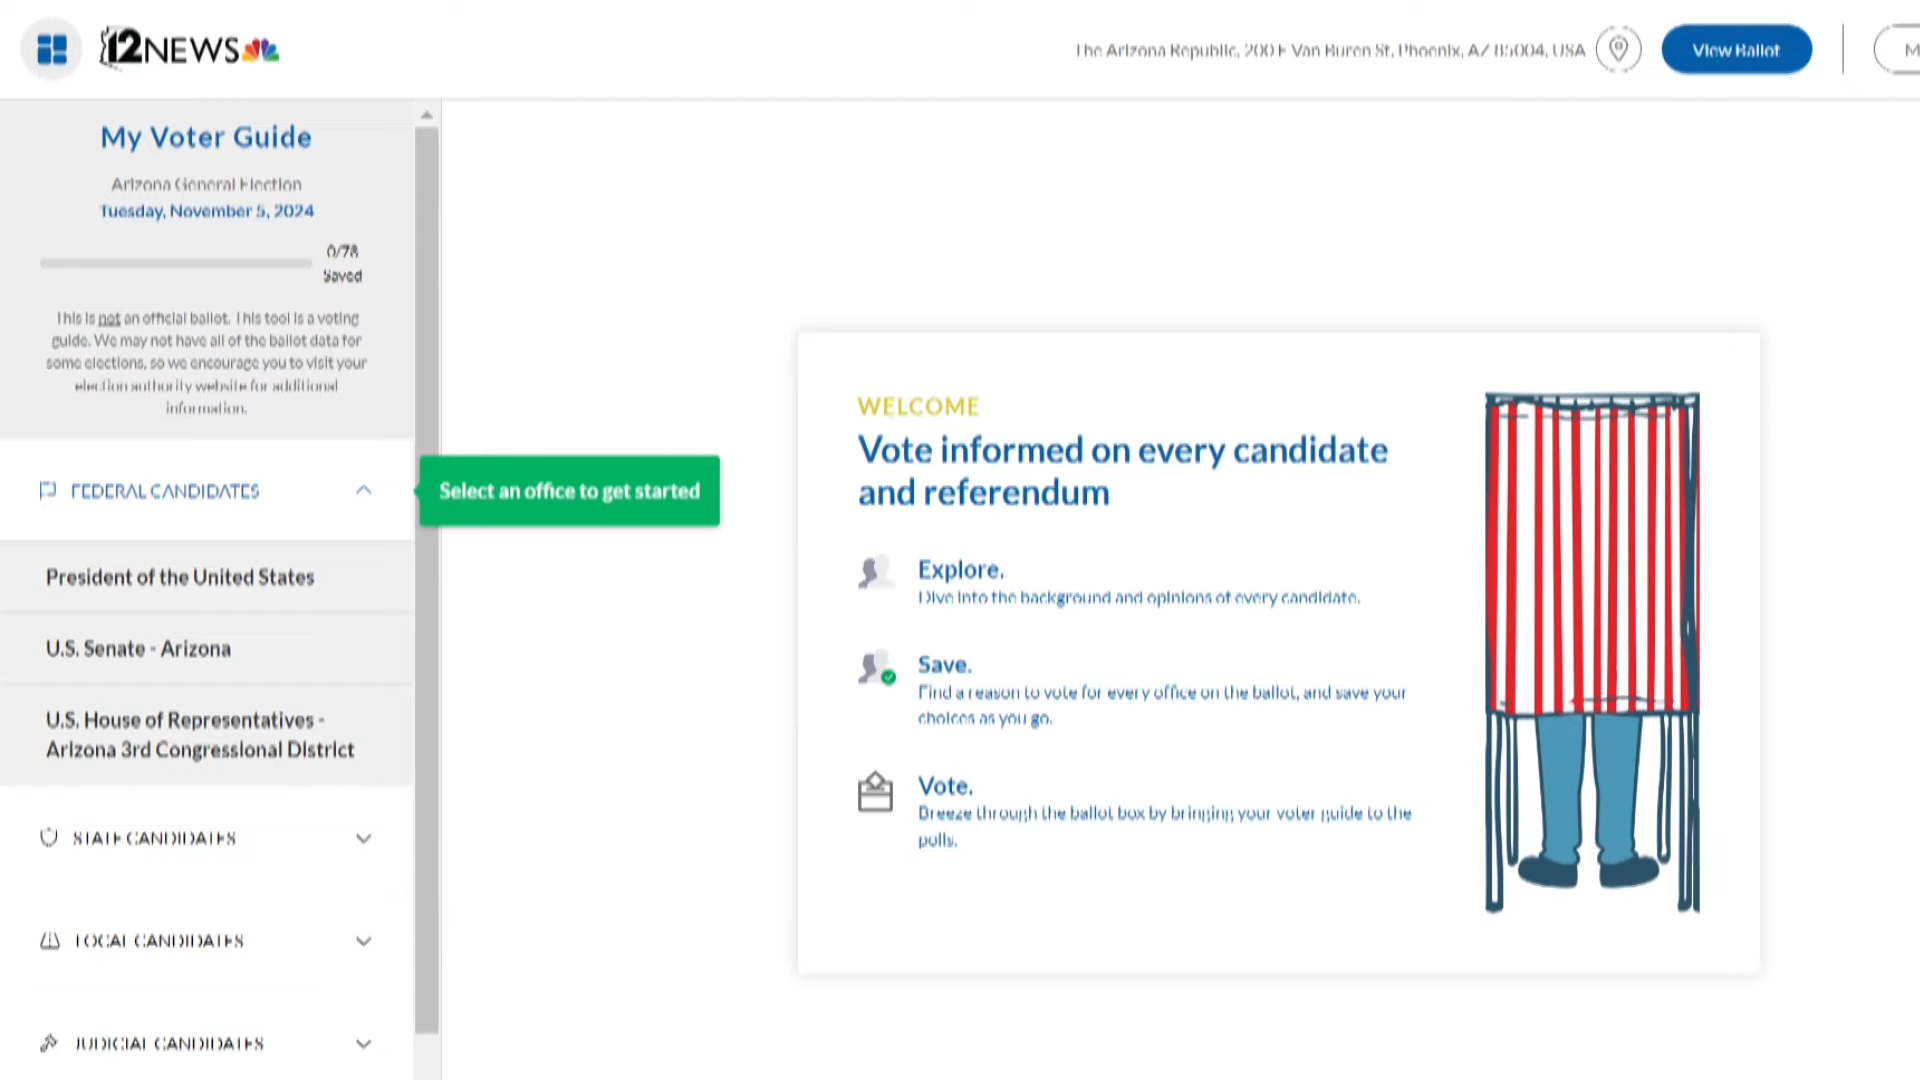 12NEWS
The Arizona Republic, 200 E Van Buren St, Phoenix, AZ 85004, USA
View Ballot
My Voter Guide
Arizona General Election
Tuesday, November 5, 2024
0/78
Saved
This is not an official ballot. This tool is a voting
guide. We may not have all of the ballot data for
some elections, so we encourage you to visit your
election authority website for additional
information.
FEDERAL CANDIDATES
Select an office to get started
President of the United States
U.S. Senate - Arizona
U.S. House of Representatives -
Arizona 3rd Congressional District
STATE CANDIDATES
LOCAL CANDIDATES
JUDICIAL CANDIDATES
WELCOME
Vote informed on every candidate
and referendum
Explore.
Dive into the background and opinions of every candidate.
Save.
Find a reason to vote for every office on the ballot, and save your
choices as you go.
Vote.
Breeze through the ballot box by bringing your voter guide to the
polls.